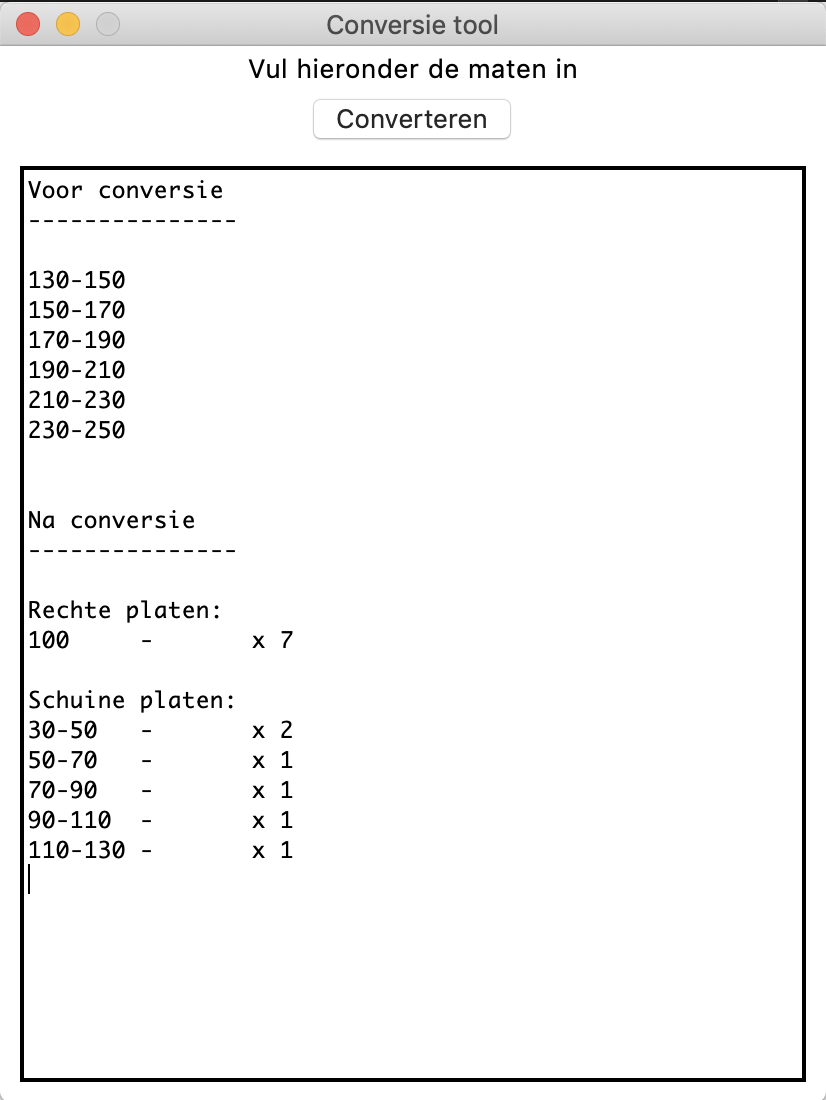 Conversie tool
Vul hieronder de maten in
Converteren
Voor conversie
---------------
130-150
150-170
170-190
190-210
210-230
230-250
Na conversie
---------------
Rechte platen:
100     -       x 7
Schuine platen:
30-50   -       x 2
50-70   -       x 1
70-90   -       x 1
90-110  -       x 1
110-130 -       x 1